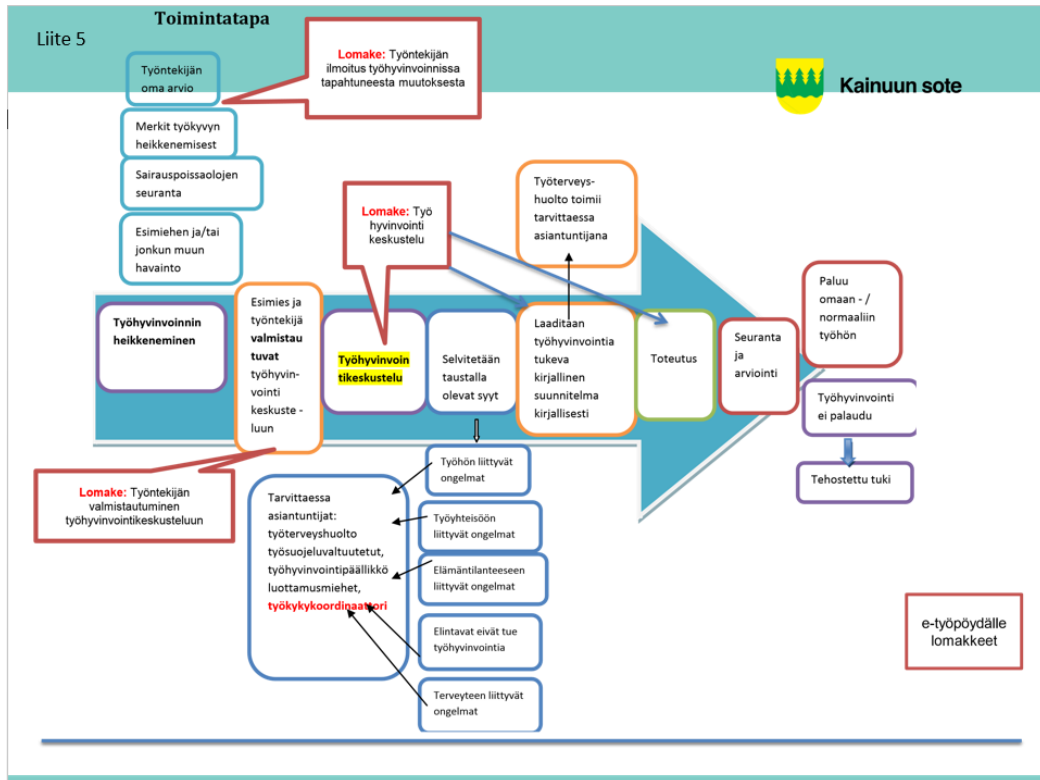 Toimintatapa
Liite 5
Työntekijän
oma arvio
Lomake: Työntekijän
ilmoitus työhyvinvoinnissa
tapahtuneesta muutoksesta
Kainuun sote
Merkit työkyvyn
heikkenemisest
Sairauspoissaolojen
seuranta
Esimiehen ja/tai
jonkun muun
havainto
Lomake: Työ
hyvinvointi
keskustelu
Työterveys-
huolto toimii
tarvittaessa
asiantuntijana
Työhyvinvoinnin
heikkeneminen
Esimies ja
työntekijä
valmistau
tuvat
työhyvin-
vointi
keskuste -
luun
Työhyvinvoin
tikeskustelu
Selvitetään
taustalla
olevat syyt
Laaditaan
työhyvinvointia
tukeva
kirjallinen
suunnitelma
kirjallisesti
Toteutus
Seuranta
ja
arviointi
Paluu
omaan - /
normaaliin
työhön
Työhyvinvointi
ei palaudu
Tehostettu tuki
Lomake: Työntekijän
valmistautuminen
työhyvinvointikeskusteluun
Tarvittaessa
asiantuntijat:
työterveyshuolto
työsuojeluvaltuutetut,
työhyvinvointipäällikkö
luottamusmiehet,
työkykykoordinaattori
Työhön liittyvät
ongelmat
Työyhteisöön
liittyvät ongelmat
Elämäntilanteeseen
liittyvät ongelmat
Elintavat eivät tue
työhyvinvointia
Terveyteen liittyvät
ongelmat
e-työpöydälle
lomakkeet